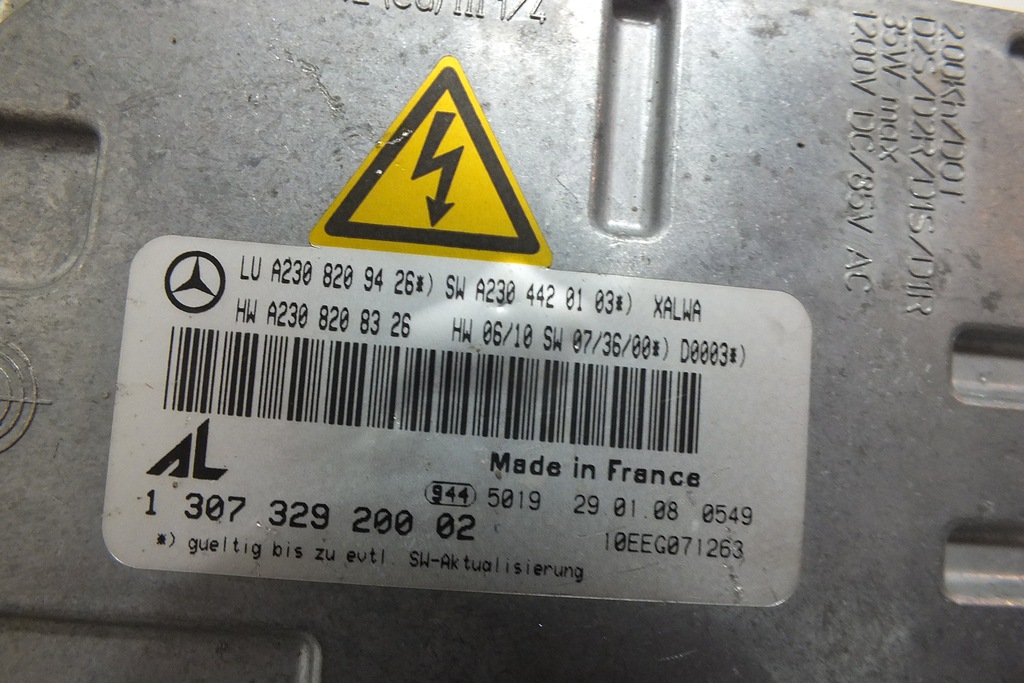 LU A230 820 94 26*) SW A230 442 01 03*) XALWA
HW A230 820 83 26 HW 06/10 SW 07/36/00*) D0003*)
AL
Made in France
944 5019 29.01.08 0549
1 307 329 200 02
10EEG071263
*) gueltig bis zu evtl. SW-Aktualisierung
D2S/D2R/D1S/D1R
35W max
1200V DC/85V AC